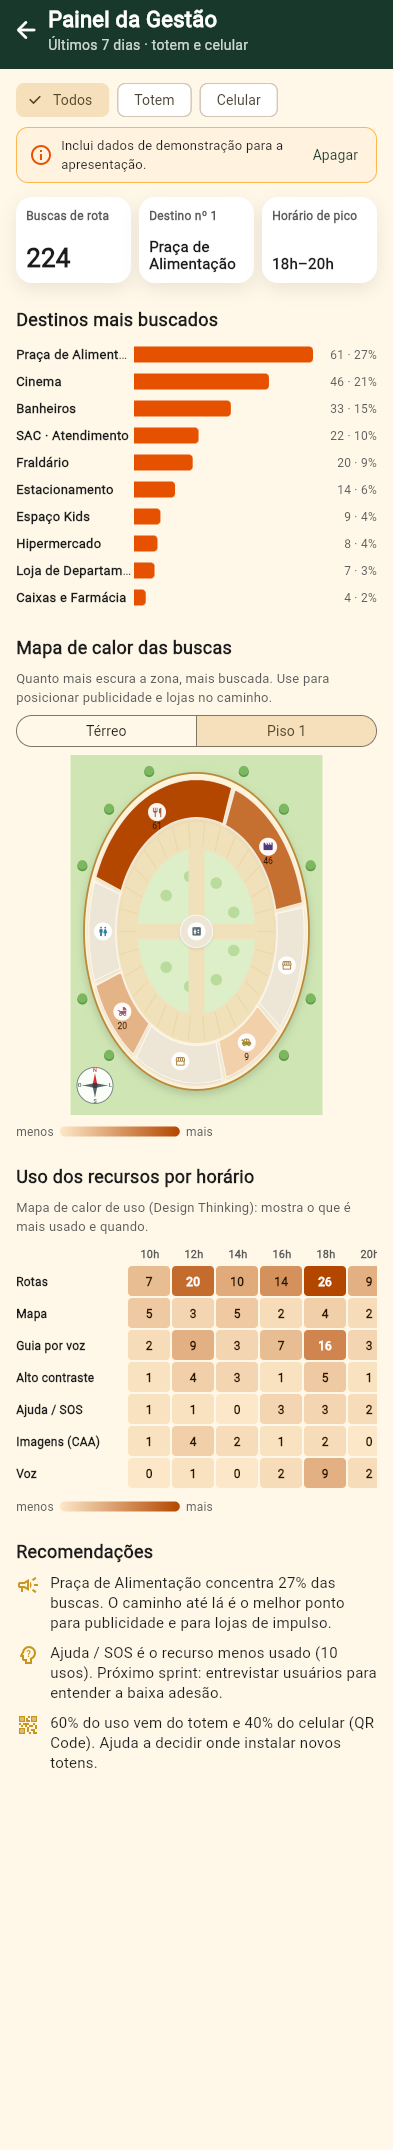 Painel da Gestão
Últimos 7 dias · totem e celular
Todos
Totem
Celular
Inclui dados de demonstração para a
apresentação.
Apagar
Buscas de rota
224
Destino nº 1
Praça de
Alimentação
Horário de pico
18h–20h
Destinos mais buscados
Praça de Aliment… 61 · 27%
Cinema 46 · 21%
Banheiros 33 · 15%
SAC · Atendimento 22 · 10%
Fraldário 20 · 9%
Estacionamento 14 · 6%
Espaço Kids 9 · 4%
Hipermercado 8 · 4%
Loja de Departam… 7 · 3%
Caixas e Farmácia 4 · 2%
Mapa de calor das buscas
Quanto mais escura a zona, mais buscada. Use para
posicionar publicidade e lojas no caminho.
Térreo
Piso 1
61
46
20
9
N
O L
S
menos mais
Uso dos recursos por horário
Mapa de calor de uso (Design Thinking): mostra o que é
mais usado e quando.
10h 12h 14h 16h 18h 20h
Rotas 7 20 10 14 26 9
Mapa 5 3 5 2 4 2
Guia por voz 2 9 3 7 16 3
Alto contraste 1 4 3 1 5 1
Ajuda / SOS 1 1 0 3 3 2
Imagens (CAA) 1 4 2 1 2 0
Voz 0 1 0 2 9 2
menos mais
Recomendações
Praça de Alimentação concentra 27% das
buscas. O caminho até lá é o melhor ponto
para publicidade e para lojas de impulso.
Ajuda / SOS é o recurso menos usado (10
usos). Próximo sprint: entrevistar usuários para
entender a baixa adesão.
60% do uso vem do totem e 40% do celular (QR
Code). Ajuda a decidir onde instalar novos
totens.